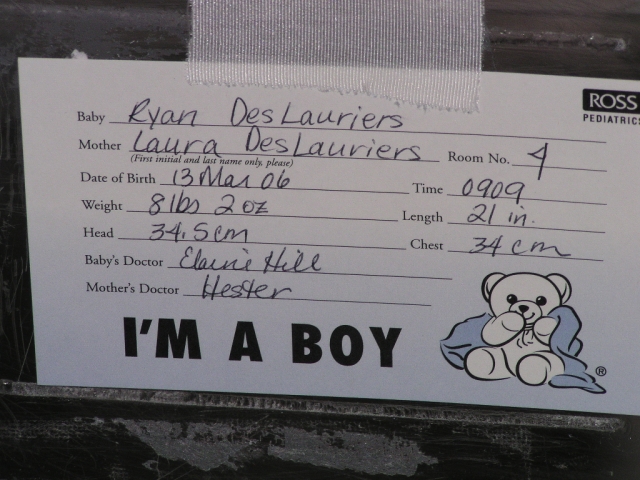 ROSS
PEDIATRICS
Baby Ryan DesLauriers
Mother Laura DesLauriers Room No. 4
(First initial and last name only, please)
Date of Birth 13 Mar 06 Time 0909
Weight 8 lbs 2 oz Length 21 in.
Head 34.5 cm Chest 34 cm
Baby's Doctor Elaine Hill
Mother's Doctor Hester
I'M A BOY
®